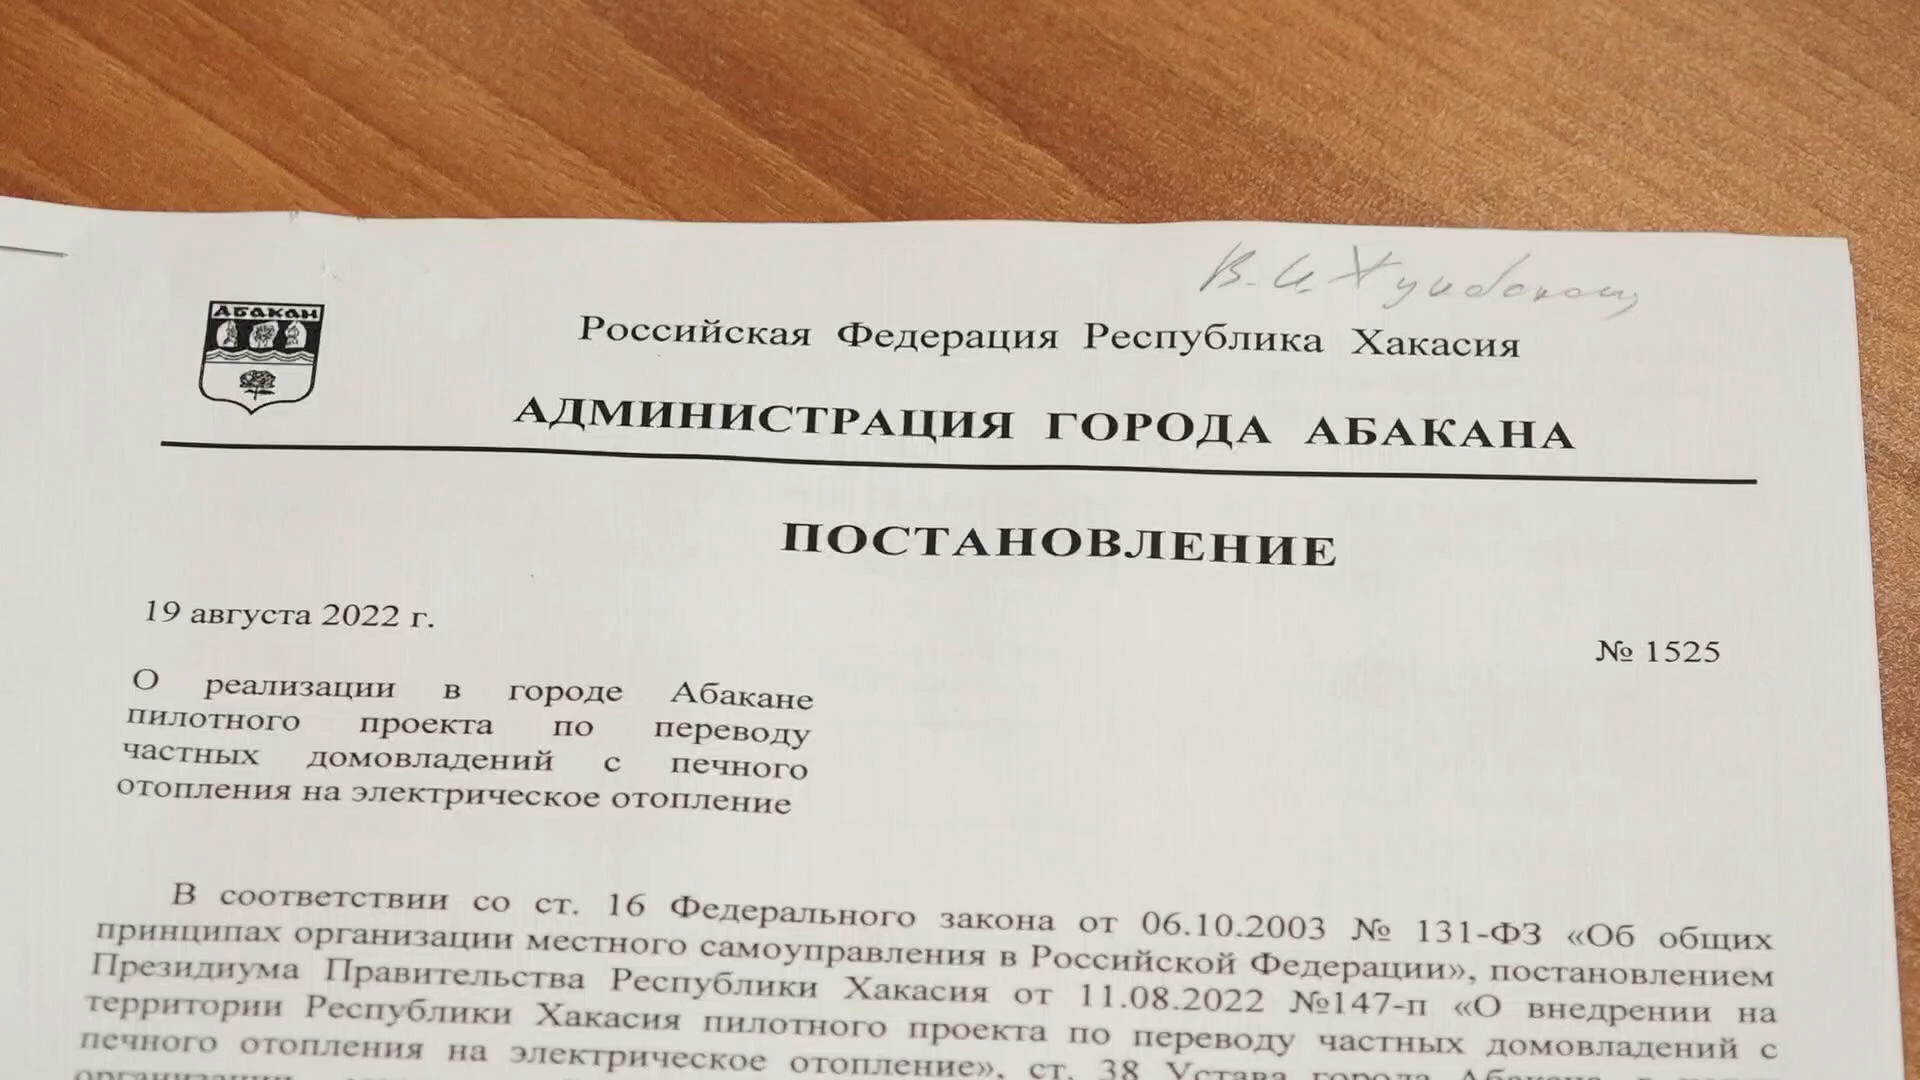 АБАКАН
В. И.
Российская Федерация Республика Хакасия
АДМИНИСТРАЦИЯ ГОРОДА АБАКАНА
ПОСТАНОВЛЕНИЕ
19 августа 2022 г.
№ 1525
О реализации в городе Абакане
пилотного проекта по переводу
частных домовладений с печного
отопления на электрическое отопление
В соответствии со ст. 16 Федерального закона от 06.10.2003 № 131-ФЗ «Об общих
принципах организации местного самоуправления в Российской Федерации», постановлением
Президиума Правительства Республики Хакасия от 11.08.2022 №147-п «О внедрении на
территории Республики Хакасия пилотного проекта по переводу частных домовладений с
печного отопления на электрическое отопление», ст. 38 Устава города Абакана,
организации